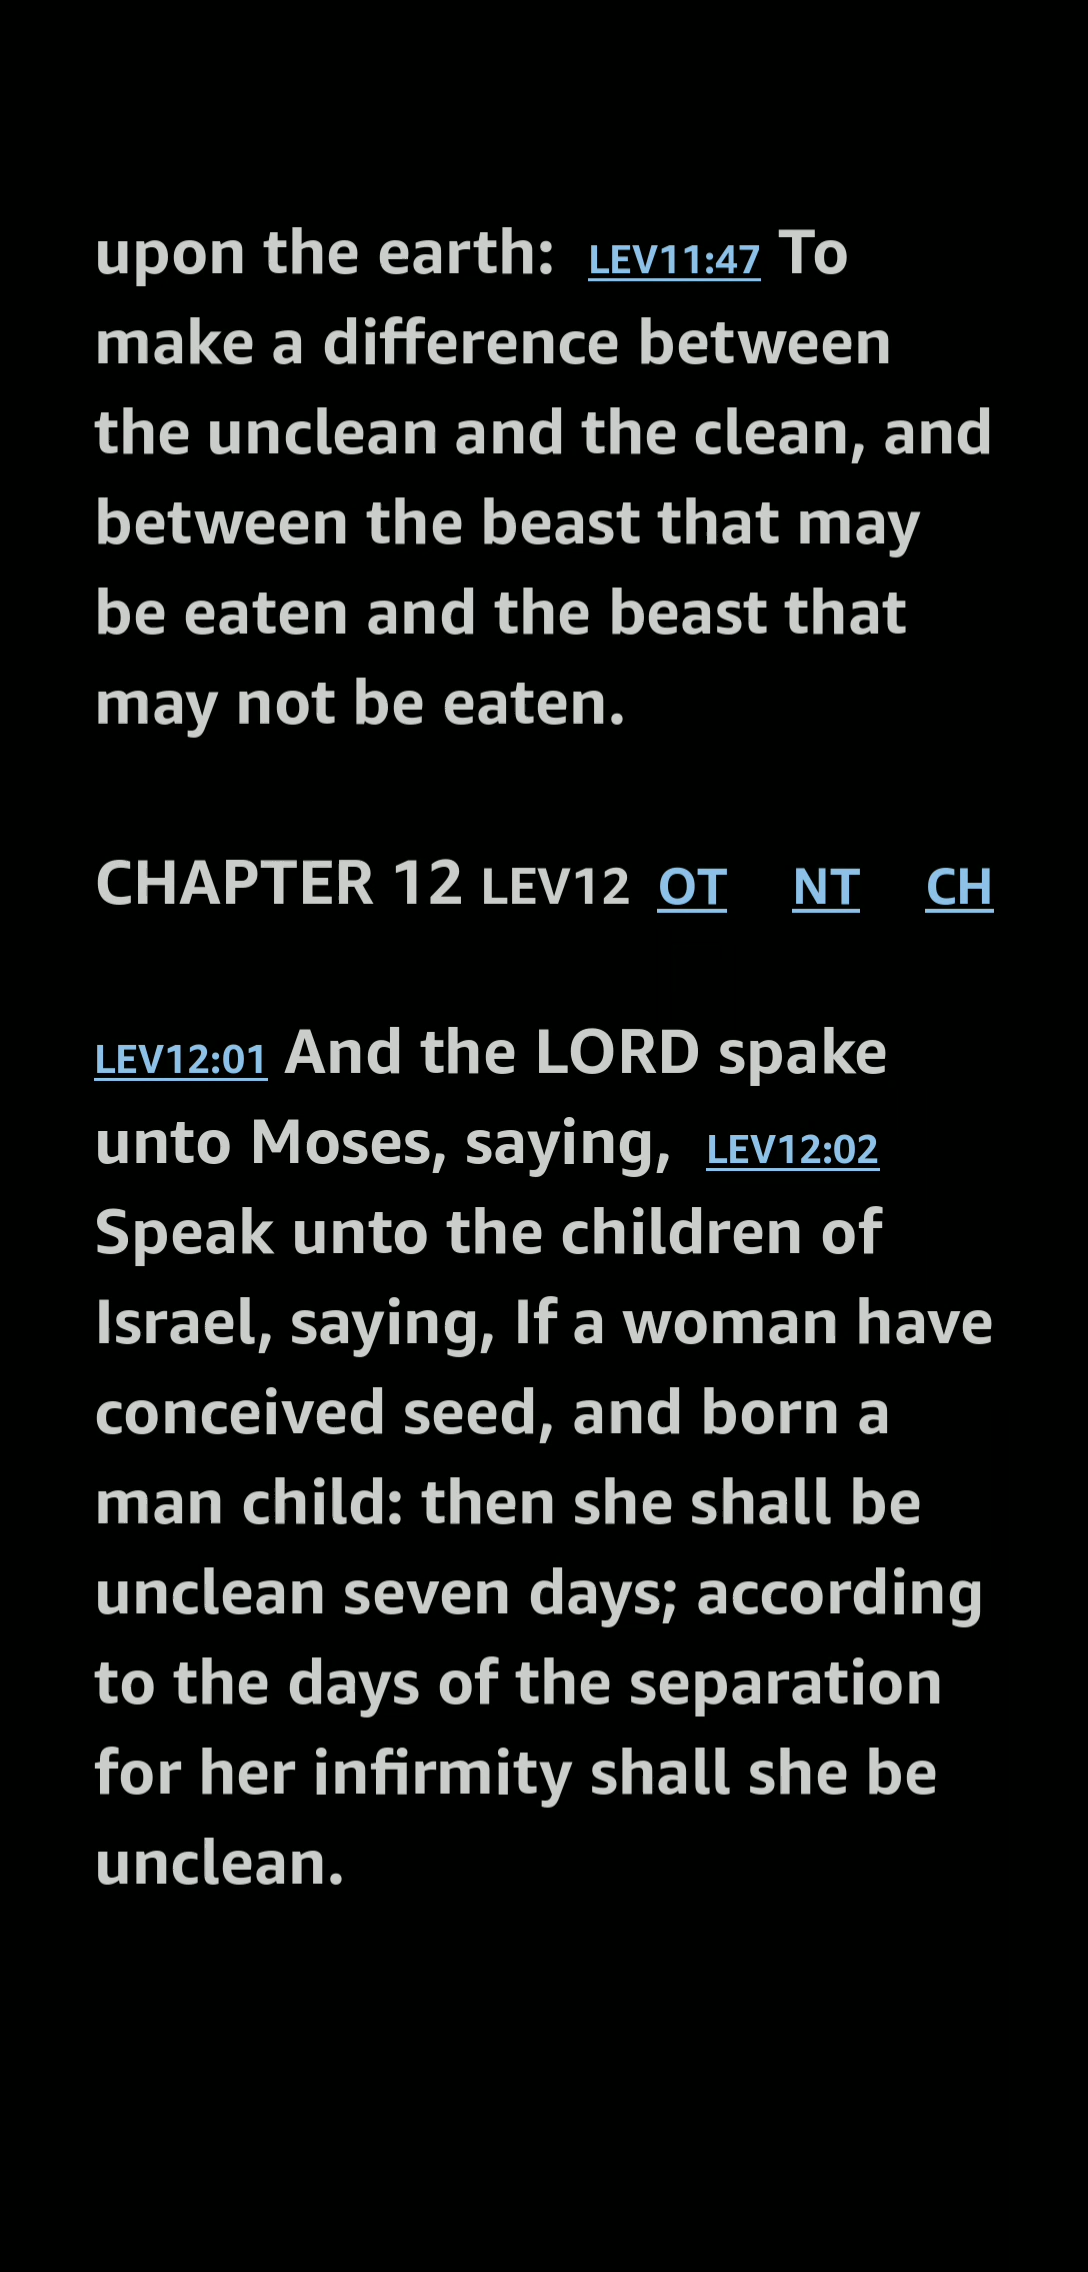 upon the earth: LEV11:47 To
make a difference between
the unclean and the clean, and
between the beast that may
be eaten and the beast that
may not be eaten.
CHAPTER 12 LEV12 OT NT CH
LEV12:01 And the LORD spake
unto Moses, saying, LEV12:02
Speak unto the children of
Israel, saying, If a woman have
conceived seed, and born a
man child: then she shall be
unclean seven days; according
to the days of the separation
for her infirmity shall she be
unclean.